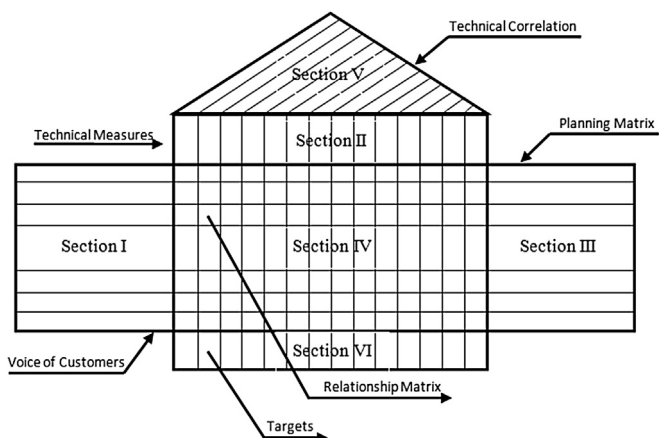 Technical Correlation
Section V
Planning Matrix
Technical Measures
Section II
Section I
Section IV
Section III
Section VI
Voice of Customers
Relationship Matrix
Targets